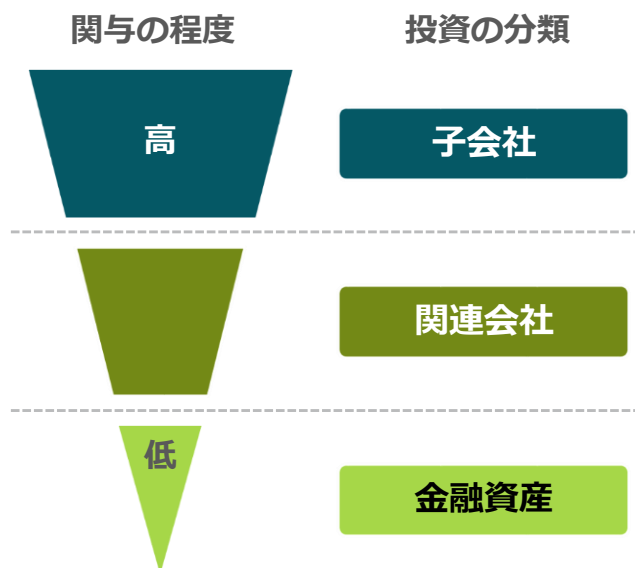 関与の程度
投資の分類
高
子会社
関連会社
低
金融資産